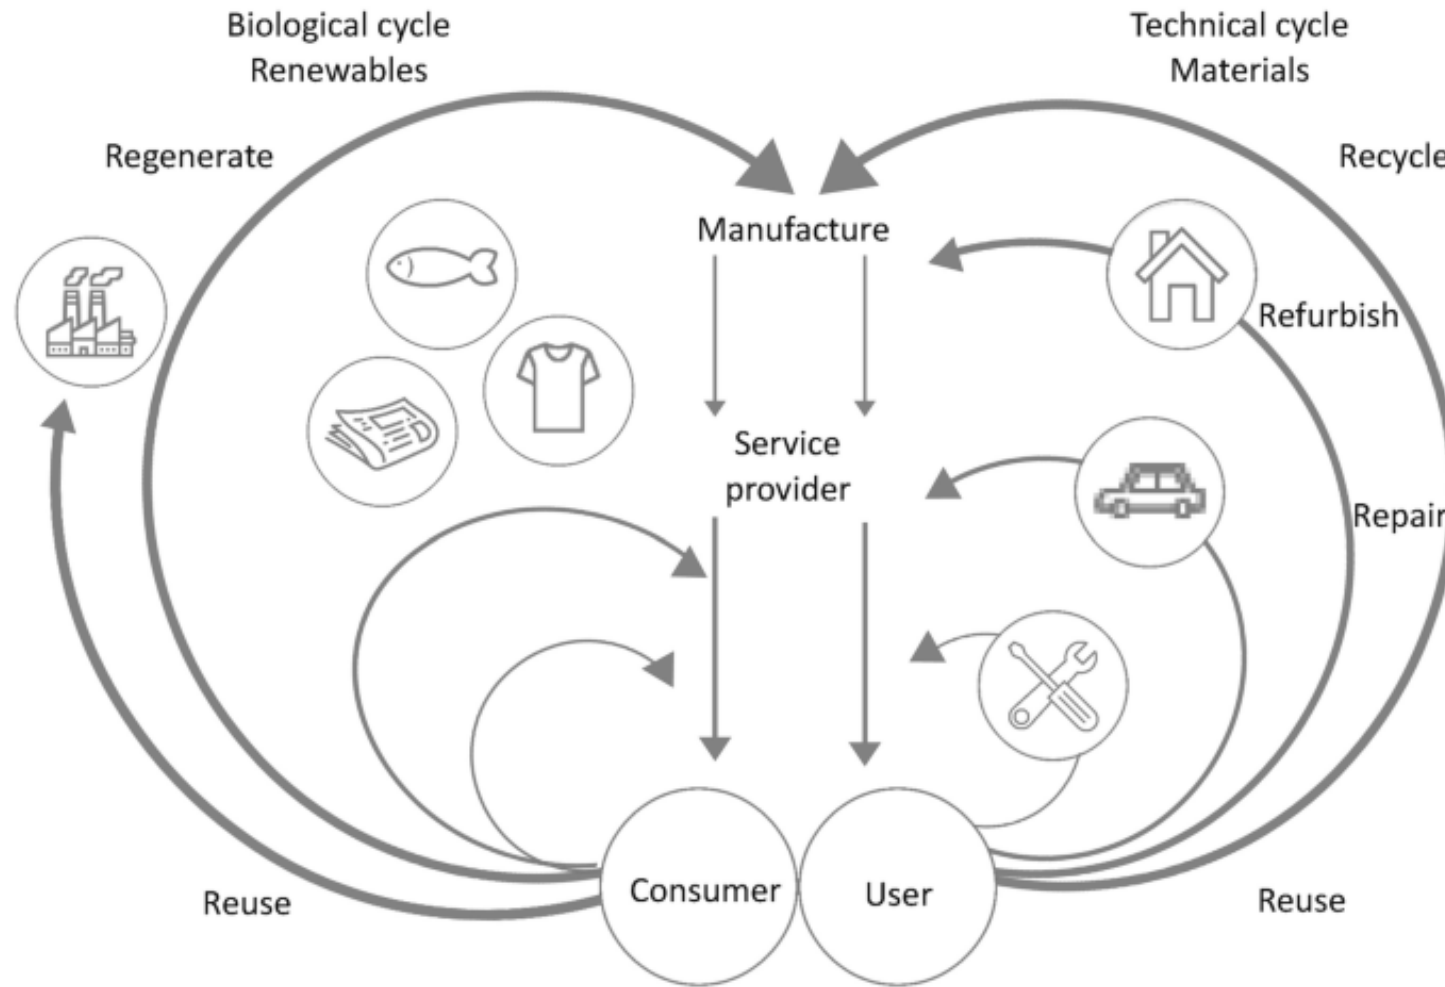 Biological cycle
Renewables
Technical cycle
Materials
Regenerate
Recycle
Manufacture
Refurbish
Service
provider
Repair
Consumer
User
Reuse
Reuse